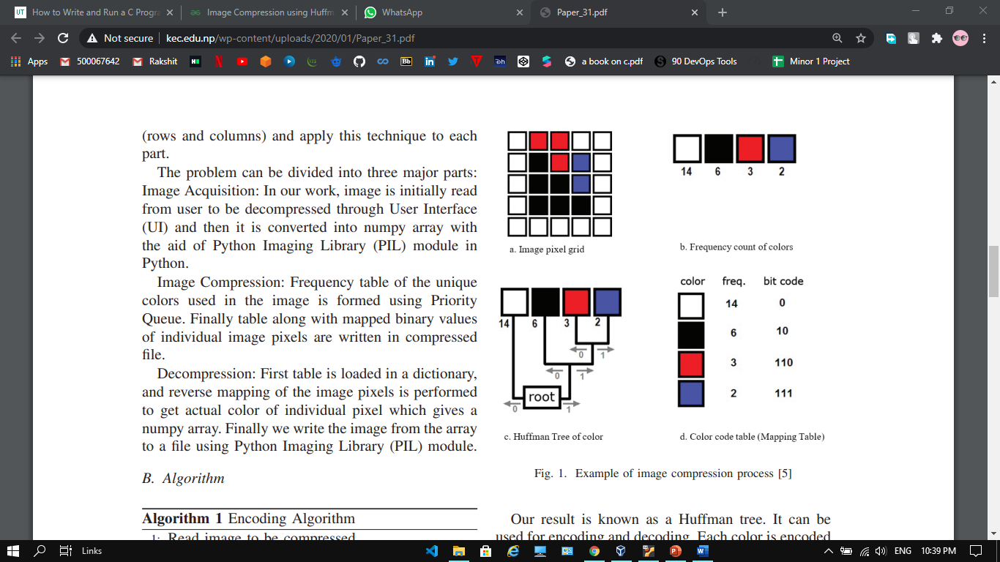 How to Write and Run a C Progra
Image Compression using Huffm
WhatsApp
Paper_31.pdf
Not secure | kec.edu.np/wp-content/uploads/2020/01/Paper_31.pdf
Apps
500067642
Rakshit
a book on c.pdf
90 DevOps Tools
Minor 1 Project
(rows and columns) and apply this technique to each
part.
The problem can be divided into three major parts:
Image Acquisition: In our work, image is initially read
from user to be decompressed through User Interface
(UI) and then it is converted into numpy array with
the aid of Python Imaging Library (PIL) module in
Python.
Image Compression: Frequency table of the unique
colors used in the image is formed using Priority
Queue. Finally table along with mapped binary values
of individual image pixels are written in compressed
file.
Decompression: First table is loaded in a dictionary,
and reverse mapping of the image pixels is performed
to get actual color of individual pixel which gives a
numpy array. Finally we write the image from the array
to a file using Python Imaging Library (PIL) module.
B. Algorithm
Algorithm 1 Encoding Algorithm
1: Read image to be compressed
a. Image pixel grid
14 6 3 2
b. Frequency count of colors
14 6 3 2
0 1
0 1
root
0 1
c. Huffman Tree of color
color freq. bit code
14 0
6 10
3 110
2 111
d. Color code table (Mapping Table)
Fig. 1. Example of image compression process [5]
Our result is known as a Huffman tree. It can be
used for encoding and decoding. Each color is encoded
Links
ENG
10:39 PM